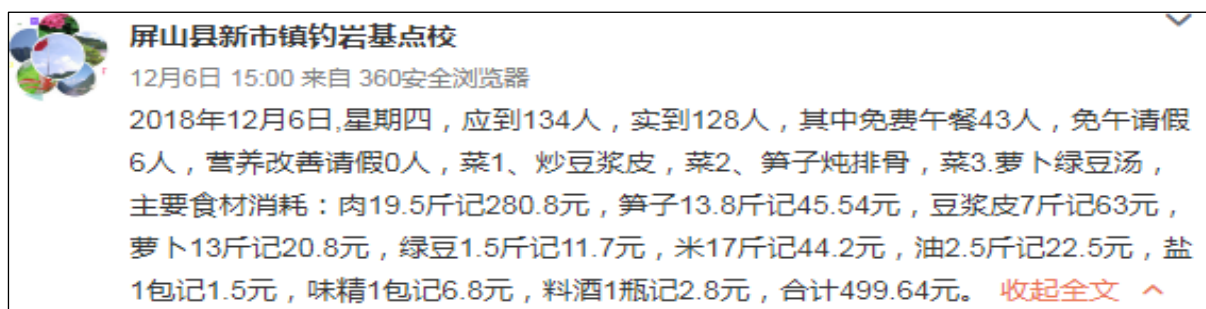 屏山县新市镇钓岩基点校
12月6日 15:00 来自 360安全浏览器
2018年12月6日,星期四，应到134人，实到128人，其中免费午餐43人，免午请假
6人，营养改善请假0人，菜1、炒豆浆皮，菜2、笋子炖排骨，菜3.萝卜绿豆汤，
主要食材消耗：肉19.5斤记280.8元，笋子13.8斤记45.54元，豆浆皮7斤记63元，
萝卜13斤记20.8元，绿豆1.5斤记11.7元，米17斤记44.2元，油2.5斤记22.5元，盐
1包记1.5元，味精1包记6.8元，料酒1瓶记2.8元，合计499.64元。 收起全文